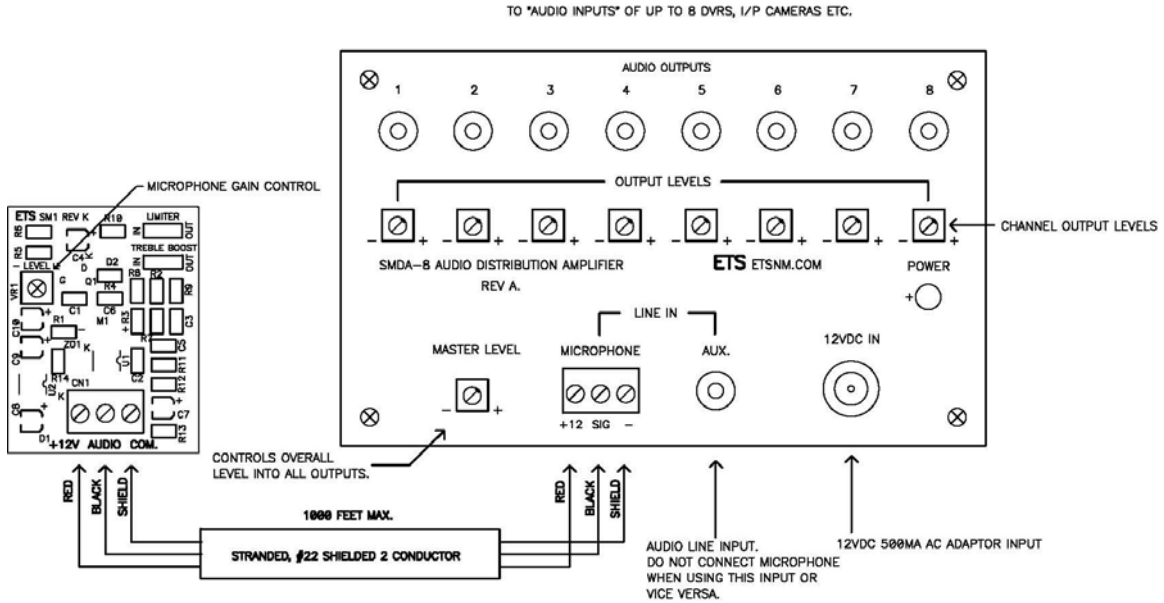 TO "AUDIO INPUTS" OF UP TO 8 DVRS, I/P CAMERAS ETC.
AUDIO OUTPUTS
1 2 3 4 5 6 7 8
OUTPUT LEVELS
- + - + - + - + - + - + - + - +
CHANNEL OUTPUT LEVELS
SMDA-8 AUDIO DISTRIBUTION AMPLIFIER
REV A.
ETS ETSNM.COM
POWER
+
LINE IN
MASTER LEVEL
- +
MICROPHONE
+12 SIG -
AUX.
12VDC IN
MICROPHONE GAIN CONTROL
ETS SM1 REV K
R10
LIMITER
IN OUT
R6
R5
C4
K
+
TREBLE BOOST
IN OUT
- LEVEL
D
D2
G
Q1
R4
R8
R2
R9
VR1
C1
C6
M1
C10
+
R1
-
+
R3
C3
C9
+
ZD1
K
R7
C5
U1
R11
R14
C2
R12
U2
CN1
K
C8
+
C7
+
D1
R13
+12V AUDIO COM.
CONTROLS OVERALL
LEVEL INTO ALL OUTPUTS.
RED
BLACK
SHIELD
1000 FEET MAX.
STRANDED, #22 SHIELDED 2 CONDUCTOR
RED
BLACK
SHIELD
AUDIO LINE INPUT.
DO NOT CONNECT MICROPHONE
WHEN USING THIS INPUT OR
VICE VERSA.
12VDC 500MA AC ADAPTOR INPUT